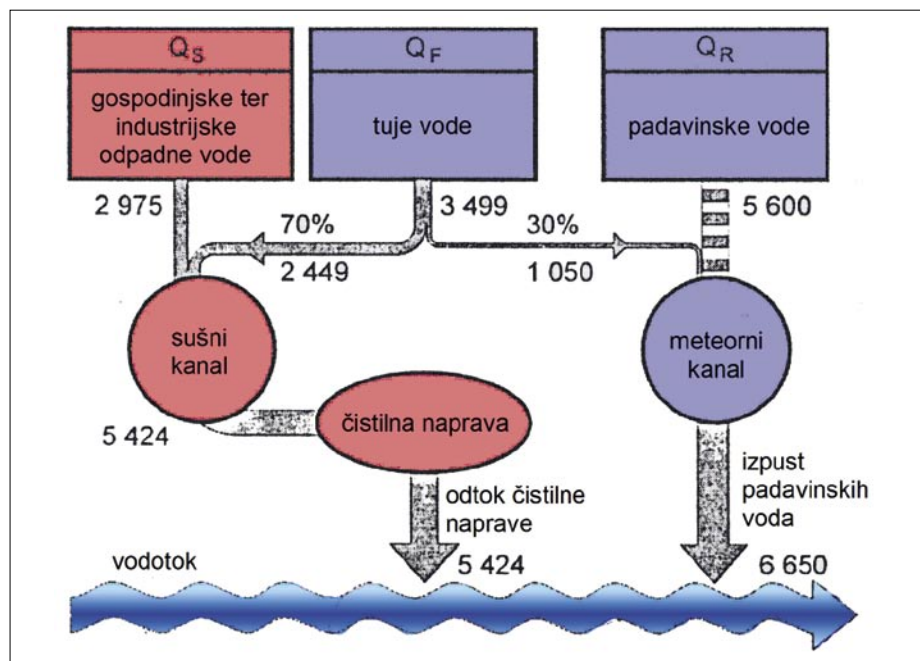 Q_S
Q_F
Q_R
gospodinjske ter
industrijske
odpadne vode
tuje vode
padavinske vode
2 975
3 499
5 600
70%
30%
2 449
1 050
sušni
kanal
meteorni
kanal
5 424
čistilna naprava
odtok čistilne
naprave
izpust
padavinskih
voda
vodotok
5 424
6 650